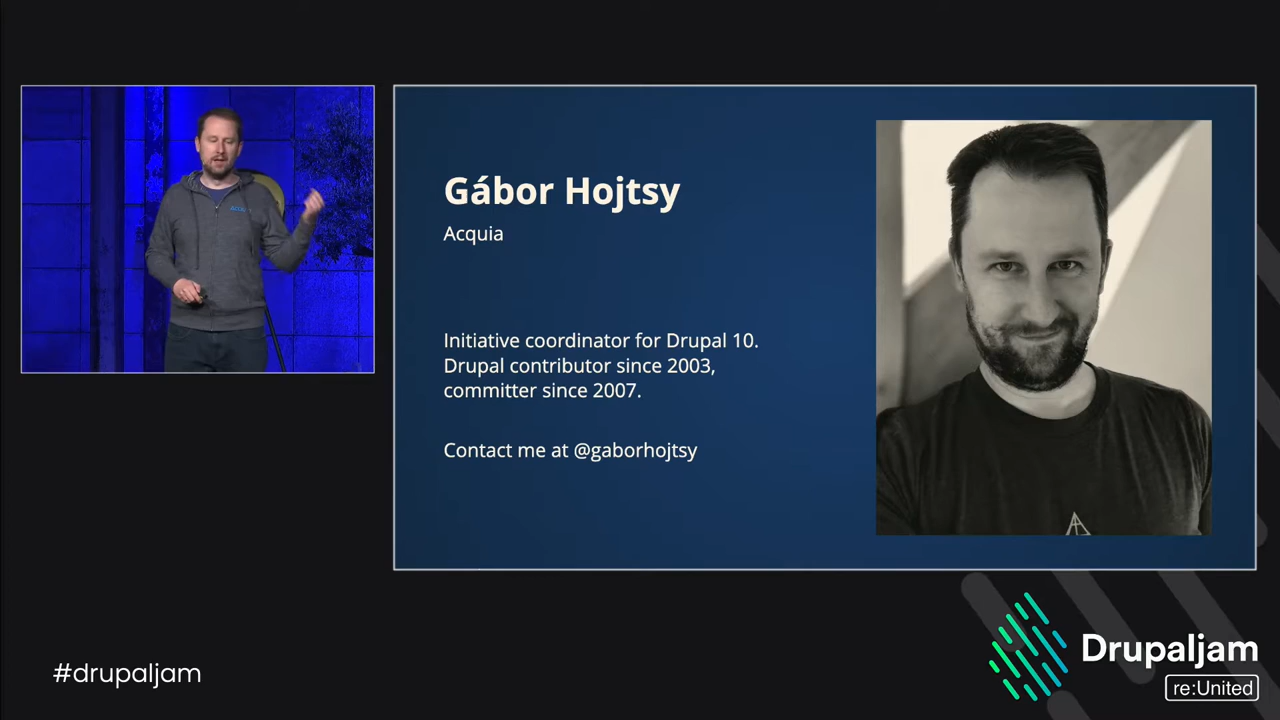 Gábor Hojtsy
Acquia
Initiative coordinator for Drupal 10.
Drupal contributor since 2003,
committer since 2007.
Contact me at @gaborhojtsy
#drupaljam
Drupaljam
re:United